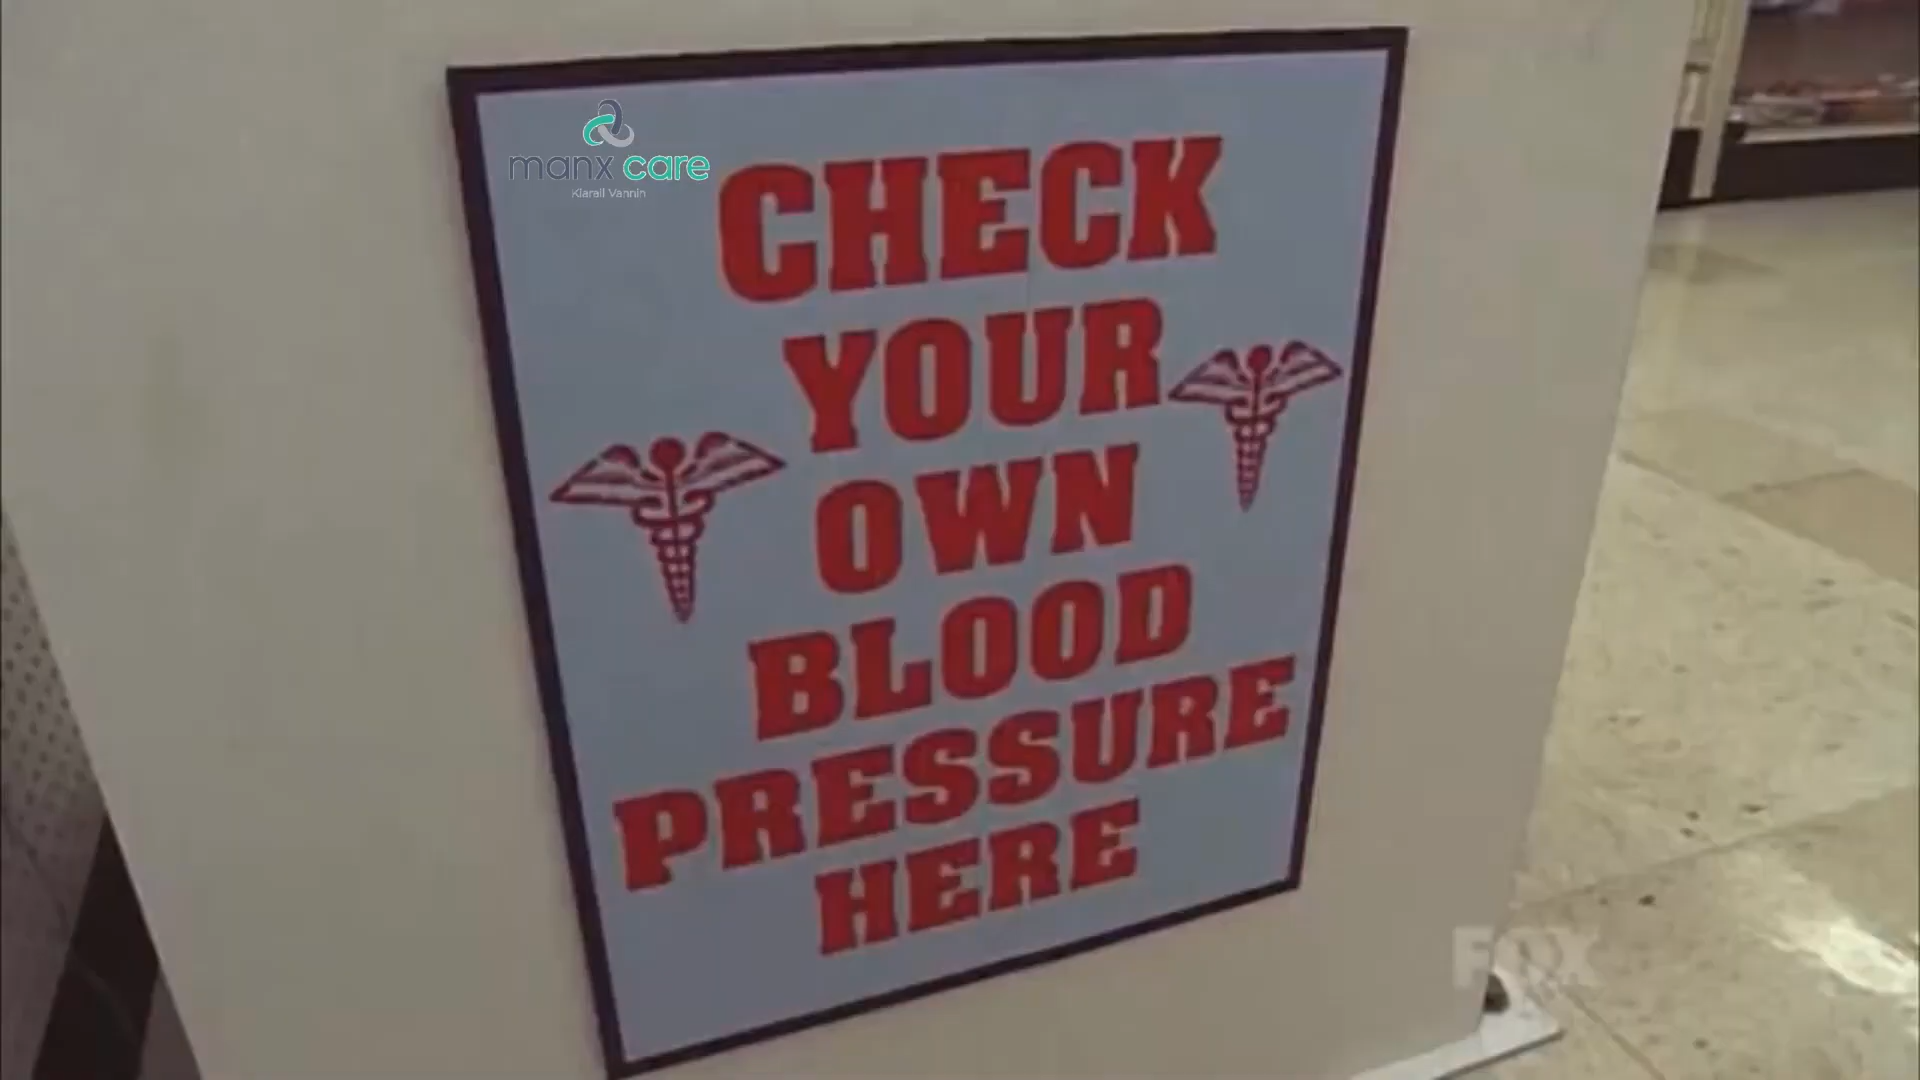 manx care
Kiarail Vannin
CHECK
YOUR
OWN
BLOOD
PRESSURE
HERE
FOX